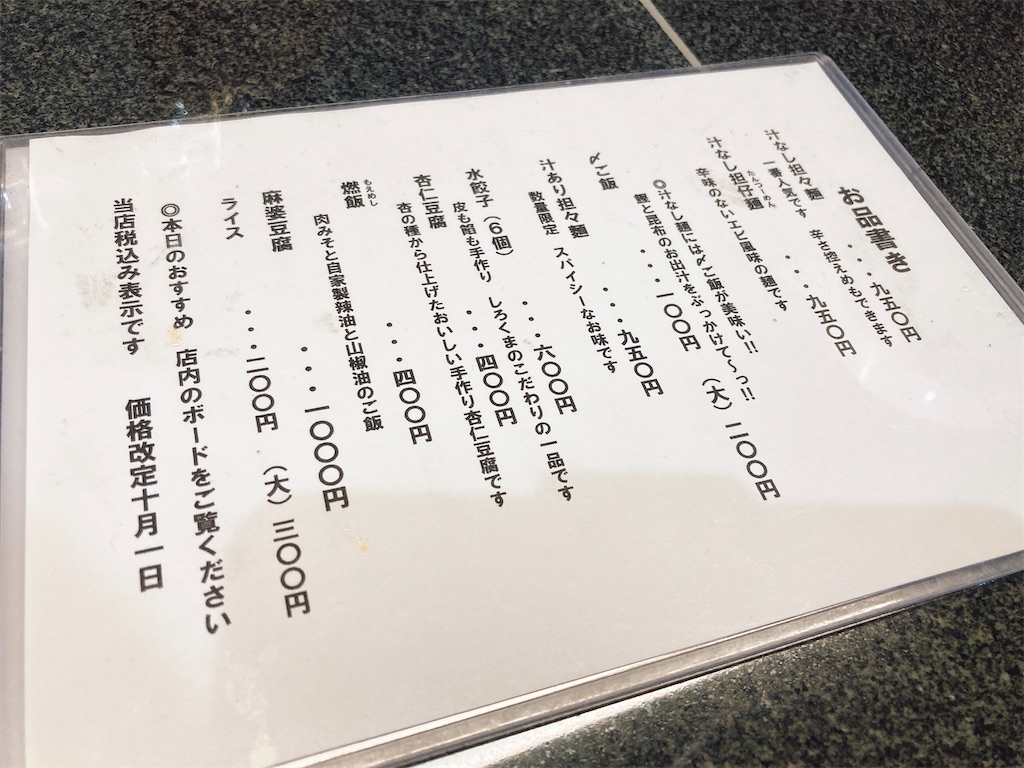 お品書き
汁なし担々麺 ・・・九五〇円
一番人気です 辛さ控えめもできます
たんつーめん
汁なし担仔麺 ・・・九五〇円
辛味のないエビ風味の麺です
◎汁なし麺には〆ご飯が美味い!!
鰹と昆布のお出汁をぶっかけて〜っ!!
〆ご飯 ・・・一〇〇円 (大)二〇〇円
汁あり担々麺 ・・・九五〇円
数量限定 スパイシーなお味です
水餃子(6個) ・・・六〇〇円
皮も餡も手作り しろくまのこだわりの一品です
杏仁豆腐 ・・・四〇〇円
杏の種から仕上げたおいしい手作り杏仁豆腐です
もえめし
燃飯 ・・・四〇〇円
肉みそと自家製辣油と山椒油のご飯
麻婆豆腐 ・・・一〇〇〇円
ライス ・・・二〇〇円 (大)三〇〇円
◎本日のおすすめ 店内のボードをご覧ください
当店税込み表示です 価格改定十月一日